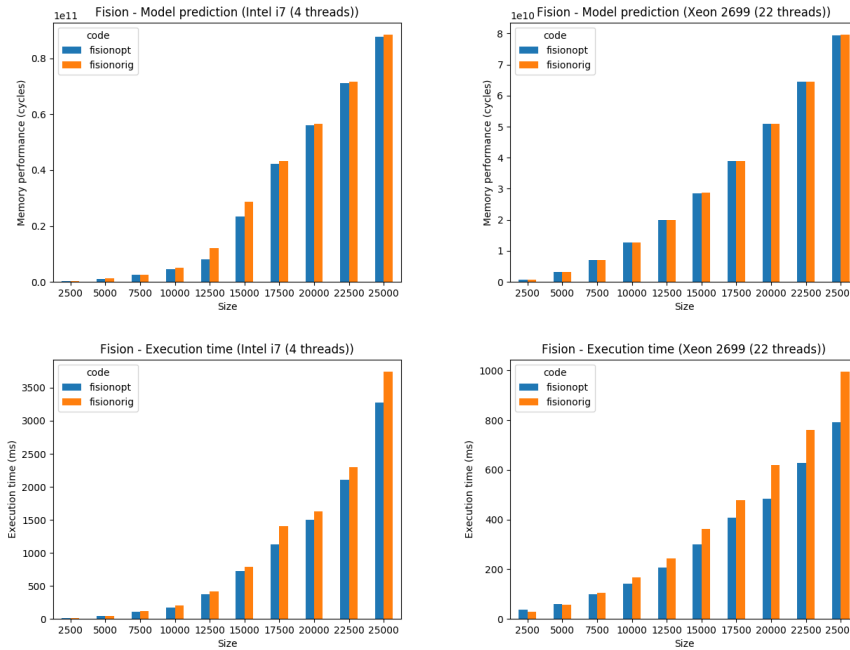 Fision - Model prediction (Intel i7 (4 threads))
1e11
code
fisionopt
fisionorig
Memory performance (cycles)
0.8
0.6
0.4
0.2
0.0
2500 5000 7500 10000 12500 15000 17500 20000 22500 25000
Size
Fision - Model prediction (Xeon 2699 (22 threads))
1e10
code
fisionopt
fisionorig
Memory performance (cycles)
8
7
6
5
4
3
2
1
0
2500 5000 7500 10000 12500 15000 17500 20000 22500 2500
Size
Fision - Execution time (Intel i7 (4 threads))
code
fisionopt
fisionorig
Execution time (ms)
3500
3000
2500
2000
1500
1000
500
0
2500 5000 7500 10000 12500 15000 17500 20000 22500 25000
Size
Fision - Execution time (Xeon 2699 (22 threads))
code
fisionopt
fisionorig
Execution time (ms)
1000
800
600
400
200
0
2500 5000 7500 10000 12500 15000 17500 20000 22500 2500
Size